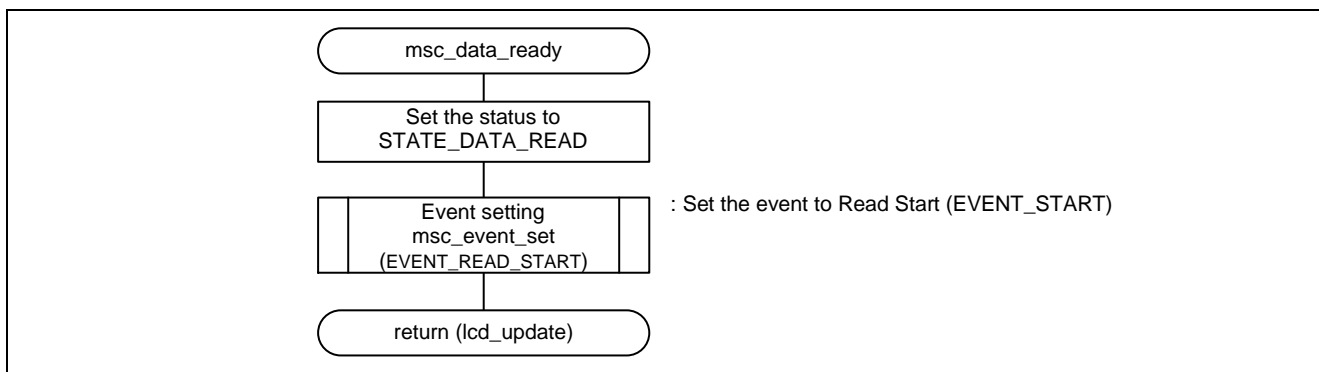 msc_data_ready
Set the status to
STATE_DATA_READ
Event setting
msc_event_set
(EVENT_READ_START)
: Set the event to Read Start (EVENT_START)
return (lcd_update)